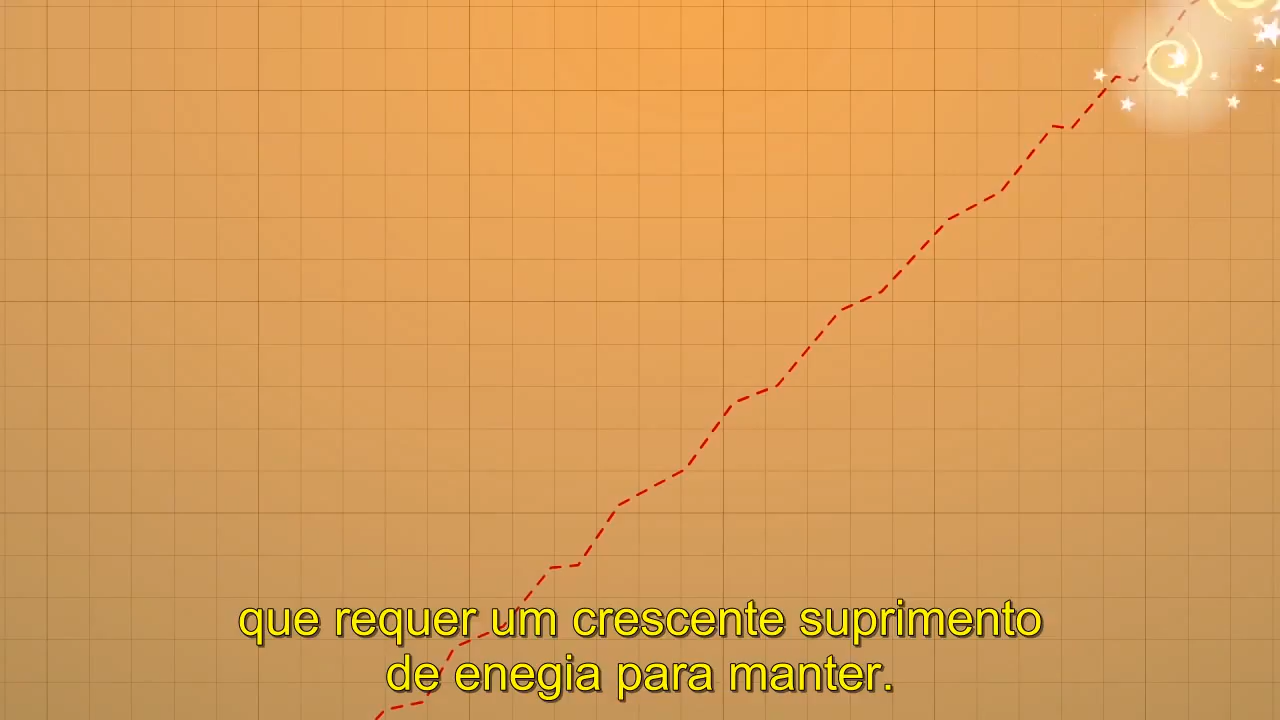 que requer um crescente suprimento
de enegia para manter.